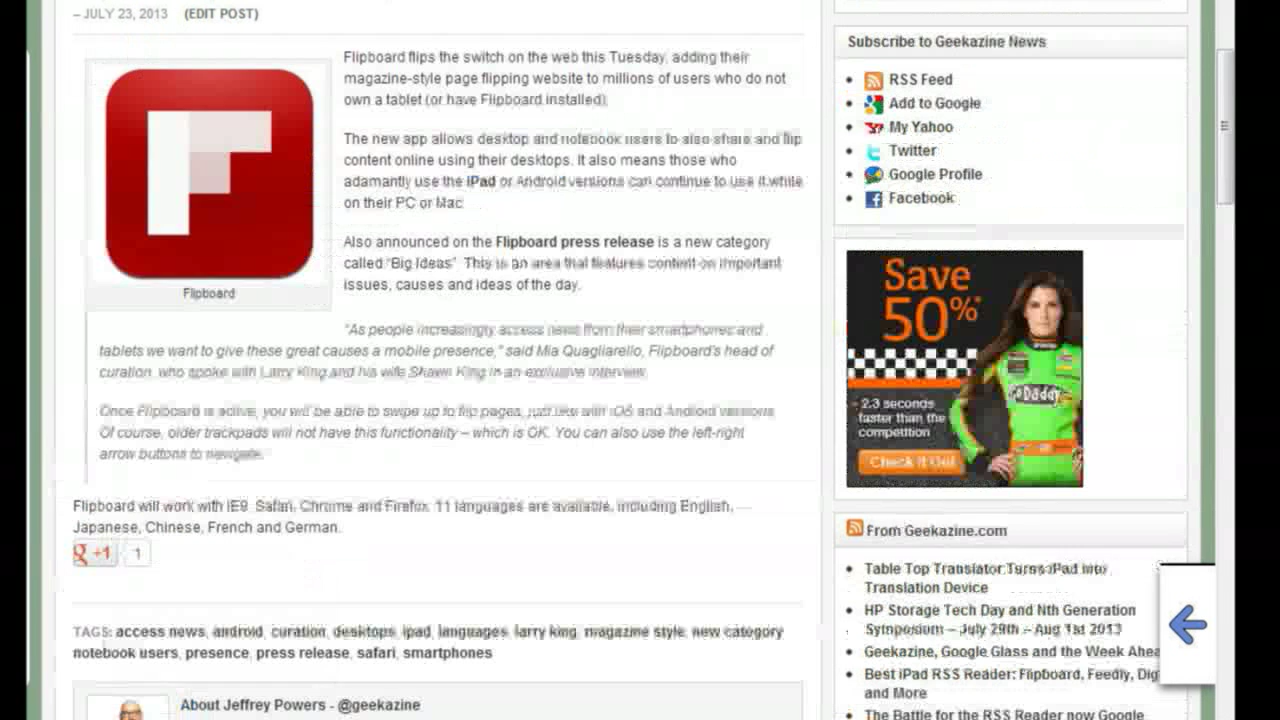 – JULY 23, 2013 (EDIT POST)
Flipboard flips the switch on the web this Tuesday, adding their
magazine-style page flipping website to millions of users who do not
own a tablet (or have Flipboard installed).
The new app allows desktop and notebook users to also share and flip
content online using their desktops. It also means those who
adamantly use the iPad or Android versions can continue to use it while
on their PC or Mac.
Also announced on the Flipboard press release is a new category
called "Big Ideas". This is an area that features content on important
issues, causes and ideas of the day.
Flipboard
"As people increasingly access news from their smartphones and
tablets we want to give these great causes a mobile presence," said Mia Quagliarello, Flipboard's head of
curation, who spoke with Larry King and his wife Shawn King in an exclusive interview.
Once Flipboard is active, you will be able to swipe up to flip pages, just like with iOS and Android versions.
Of course, older trackpads will not have this functionality – which is OK. You can also use the left-right
arrow buttons to navigate.
Flipboard will work with IE9, Safari, Chrome and Firefox. 11 languages are available, including English,
Japanese, Chinese, French and German.
g +1 1
TAGS: access news, android, curation, desktops, ipad, languages, larry king, magazine style, new category
notebook users, presence, press release, safari, smartphones
About Jeffrey Powers - @geekazine
Subscribe to Geekazine News
RSS Feed
Add to Google
My Yahoo
Twitter
Google Profile
Facebook
Save
50%*
- 2.3 seconds
faster than the
competition
GoDaddy
Check It Out
From Geekazine.com
Table Top Translator Turns iPad into
Translation Device
HP Storage Tech Day and Nth Generation
Symposium – July 29th – Aug 1st 2013
Geekazine, Google Glass and the Week Ahea
Best iPad RSS Reader: Flipboard, Feedly, Dig
and More
The Battle for the RSS Reader now Google